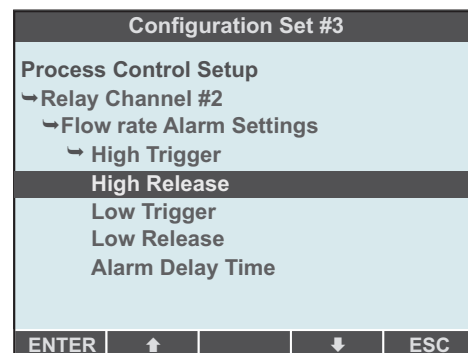 Configuration Set #3
Process Control Setup
➥Relay Channel #2
➥Flow rate Alarm Settings
➥ High Trigger
High Release
Low Trigger
Low Release
Alarm Delay Time
ENTER ⬆ ⬇ ESC